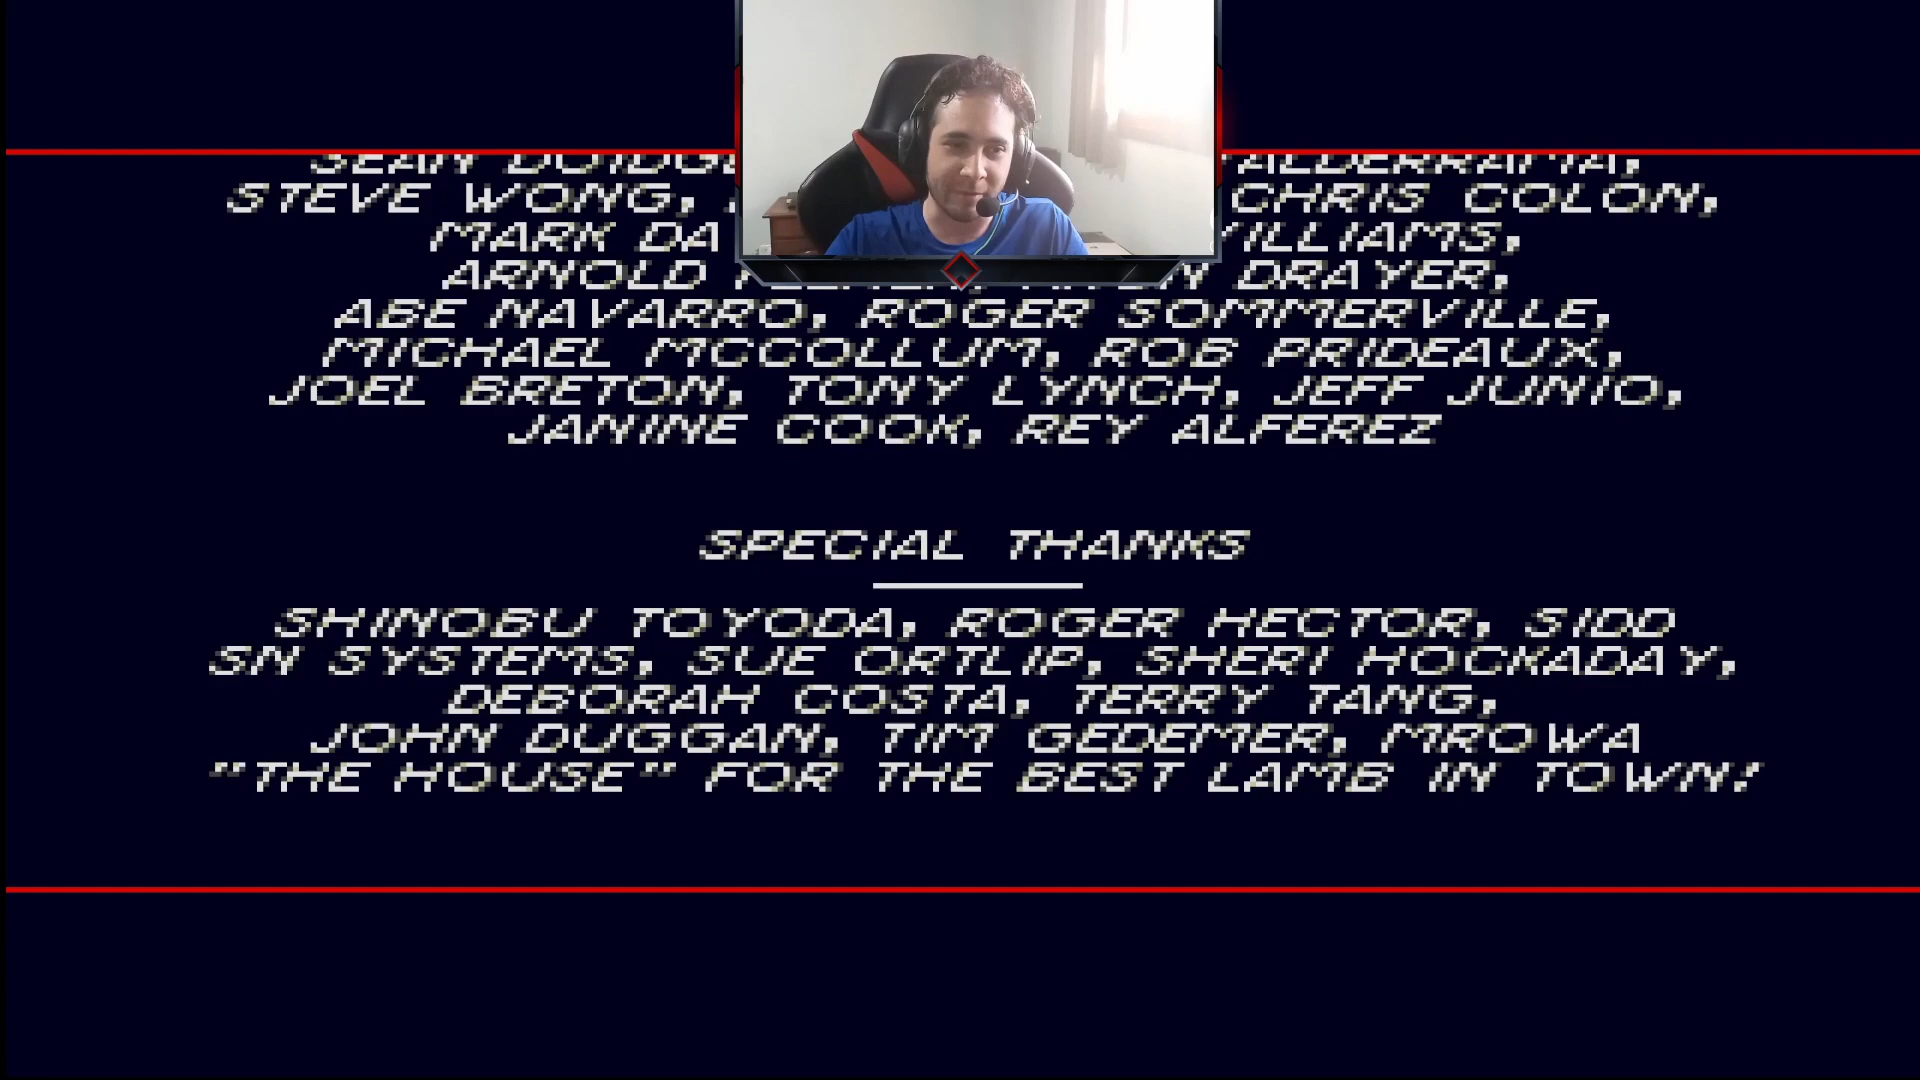 STEVE WONG, CHRIS COLON,
MARK DA WILLIAMS,
ARNOLD DRAYER,
ABE NAVARRO, ROGER SOMMERVILLE,
MICHAEL MCCOLLUM, ROB PRIDEAUX,
JOEL BRETON, TONY LYNCH, JEFF JUNIO,
JANINE COOK, REY ALFEREZ
SPECIAL THANKS
SHINOBU TOYODA, ROGER HECTOR, SIDD
SN SYSTEMS, SUE ORTLIP, SHERI HOCKADAY,
DEBORAH COSTA, TERRY TANG,
JOHN DUGGAN, TIM GEDEMER, MROWA
"THE HOUSE" FOR THE BEST LAMB IN TOWN!